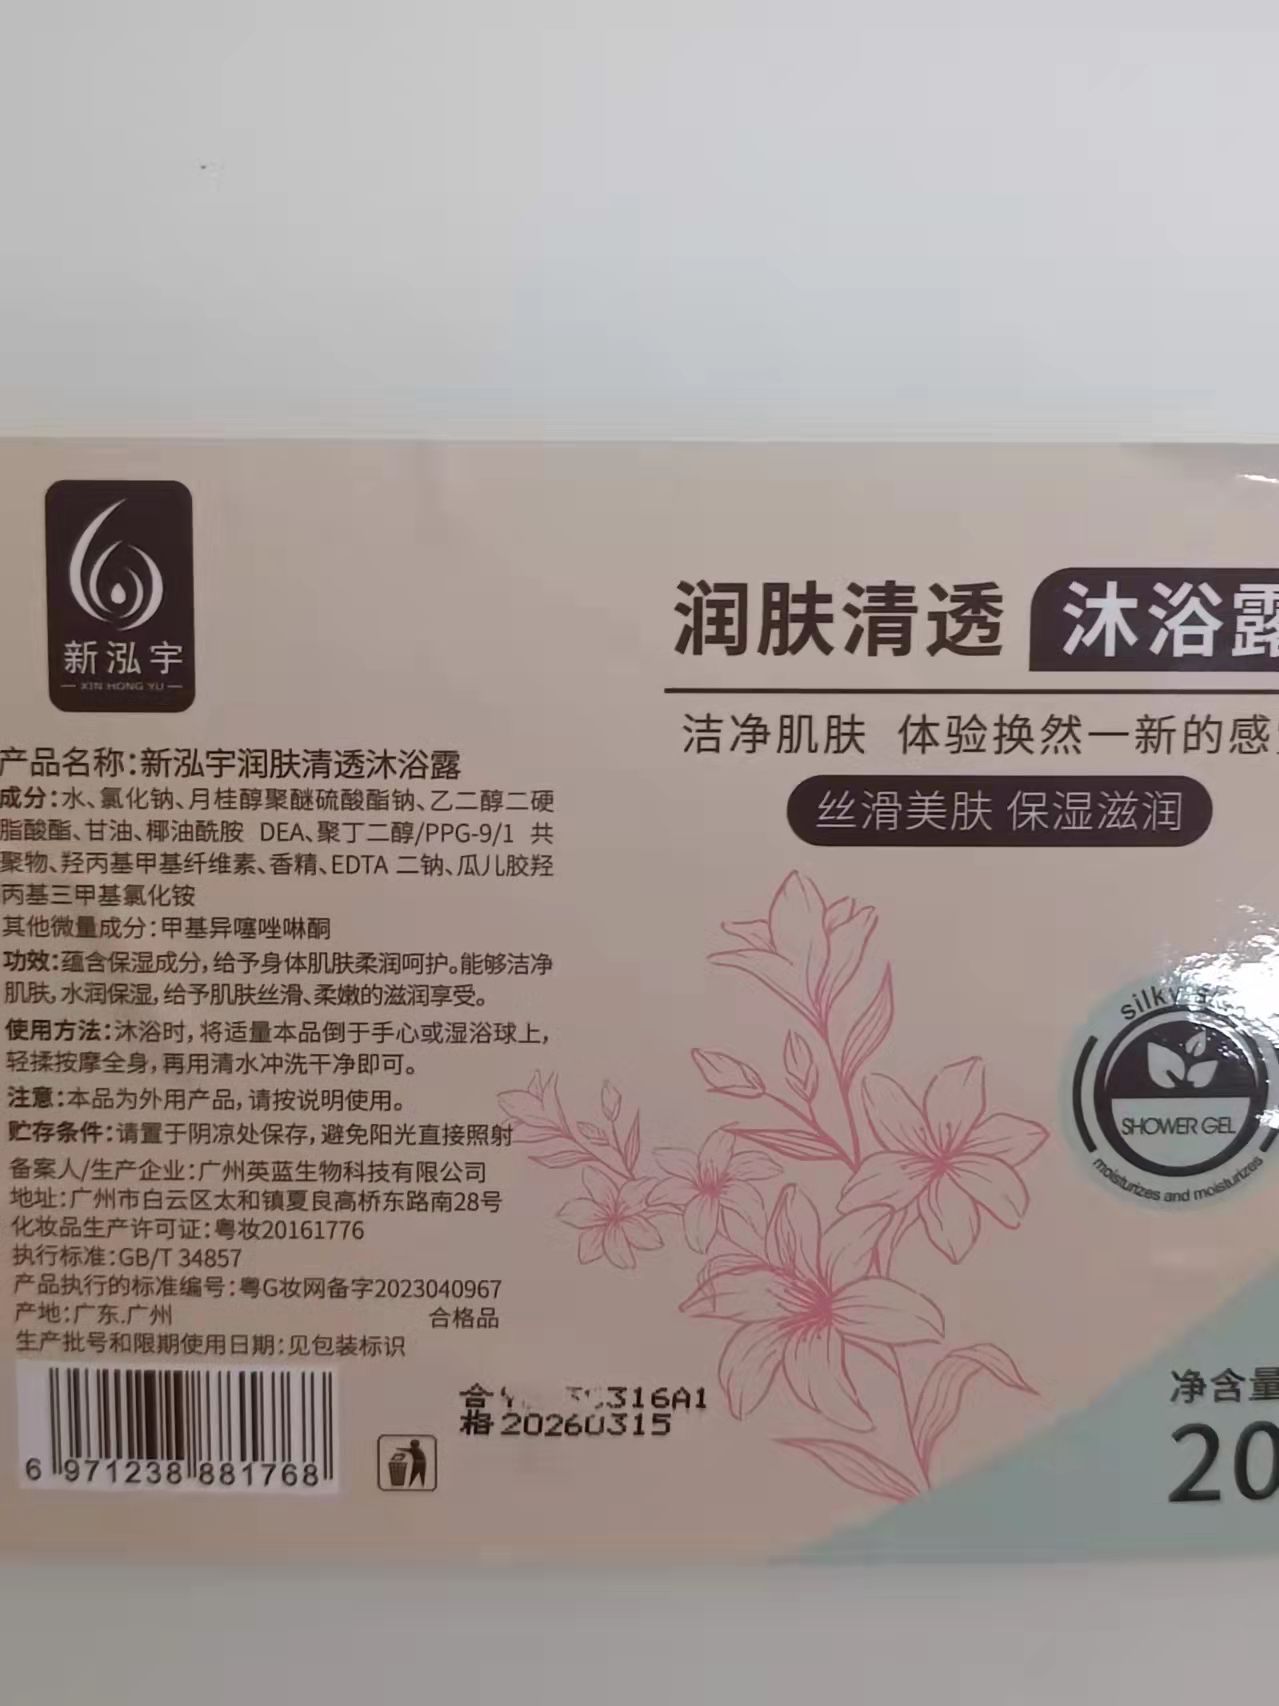 新泓宇
XIN HONG YU
润肤清透 沐浴露
洁净肌肤 体验换然一新的感
丝滑美肤 保湿滋润
产品名称：新泓宇润肤清透沐浴露
成分：水、氯化钠、月桂醇聚醚硫酸酯钠、乙二醇二硬
脂酸酯、甘油、椰油酰胺 DEA、聚丁二醇/PPG-9/1 共
聚物、羟丙基甲基纤维素、香精、EDTA 二钠、瓜儿胶羟
丙基三甲基氯化铵
其他微量成分：甲基异噻唑啉酮
功效：蕴含保湿成分，给予身体肌肤柔润呵护。能够洁净
肌肤，水润保湿，给予肌肤丝滑、柔嫩的滋润享受。
使用方法：沐浴时，将适量本品倒于手心或湿浴球上，
轻揉按摩全身，再用清水冲洗干净即可。
注意：本品为外用产品，请按说明使用。
贮存条件：请置于阴凉处保存，避免阳光直接照射
备案人/生产企业：广州英蓝生物科技有限公司
地址：广州市白云区太和镇夏良高桥东路南28号
化妆品生产许可证：粤妆20161776
执行标准：GB/T 34857
产品执行的标准编号：粤G妆网备字2023040967
产地：广东.广州 合格品
生产批号和限期使用日期：见包装标识
6 971238 881768
合 316A1
格 20260315
silky
SHOWER GEL
moisturizes and moisturizes
净含量
20